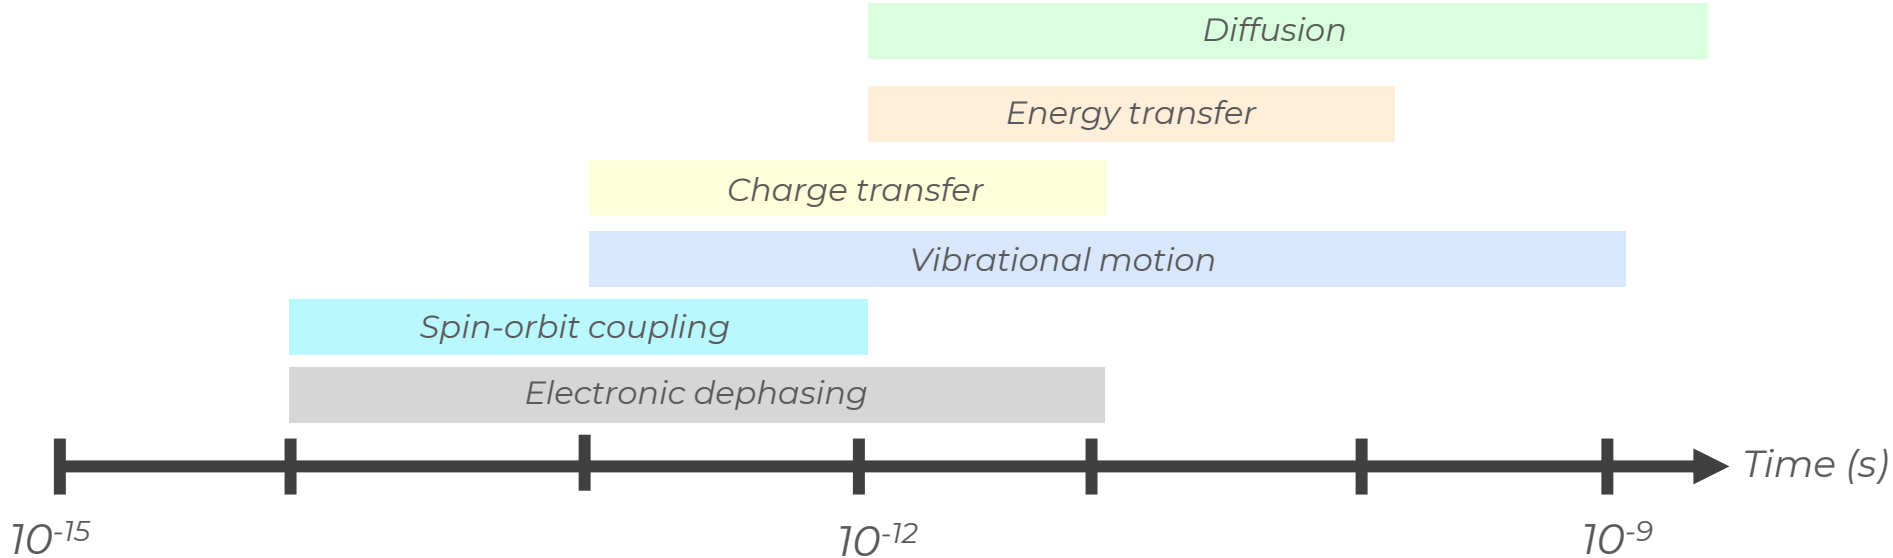 Diffusion
Energy transfer
Charge transfer
Vibrational motion
Spin-orbit coupling
Electronic dephasing
Time (s)
10-15
10-12
10-9